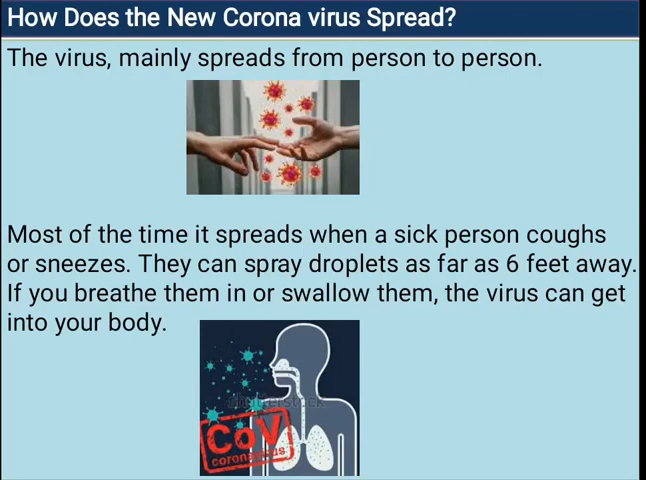 How Does the New Corona virus Spread?
The virus, mainly spreads from person to person.
Most of the time it spreads when a sick person coughs
or sneezes. They can spray droplets as far as 6 feet away.
If you breathe them in or swallow them, the virus can get
into your body.
shutterstock
CoV
coronavirus